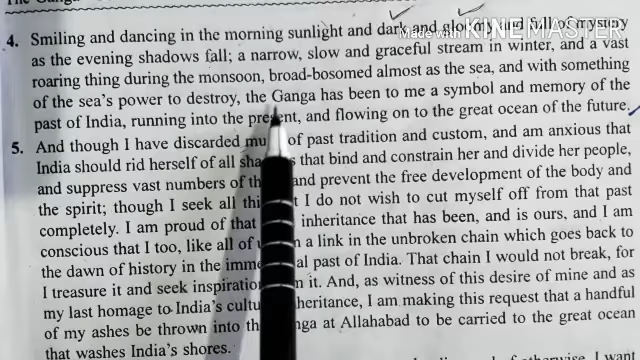 The Ganga
4. Smiling and dancing in the morning sunlight and dark and gloomy and full of mystery
as the evening shadows fall; a narrow, slow and graceful stream in winter, and a vast
roaring thing during the monsoon, broad-bosomed almost as the sea, and with something
of the sea's power to destroy, the Ganga has been to me a symbol and memory of the
past of India, running into the present, and flowing on to the great ocean of the future.
5. And though I have discarded of past tradition and custom, and am anxious that
India should rid herself of all that bind and constrain her and divide her people,
and suppress vast numbers of and prevent the free development of the body and
the spirit; though I seek all I do not wish to cut myself off from that past
completely. I am proud of that inheritance that has been, and is ours, and I am
conscious that I too, like all of a link in the unbroken chain which goes back to
the dawn of history in the past of India. That chain I would not break, for
I treasure it and seek inspiration it. And, as witness of this desire of mine and as
my last homage to India's inheritance, I am making this request that a handful
of my ashes be thrown into the at Allahabad to be carried to the great ocean
that washes India's shores.
I want
Made with KINEMASTER